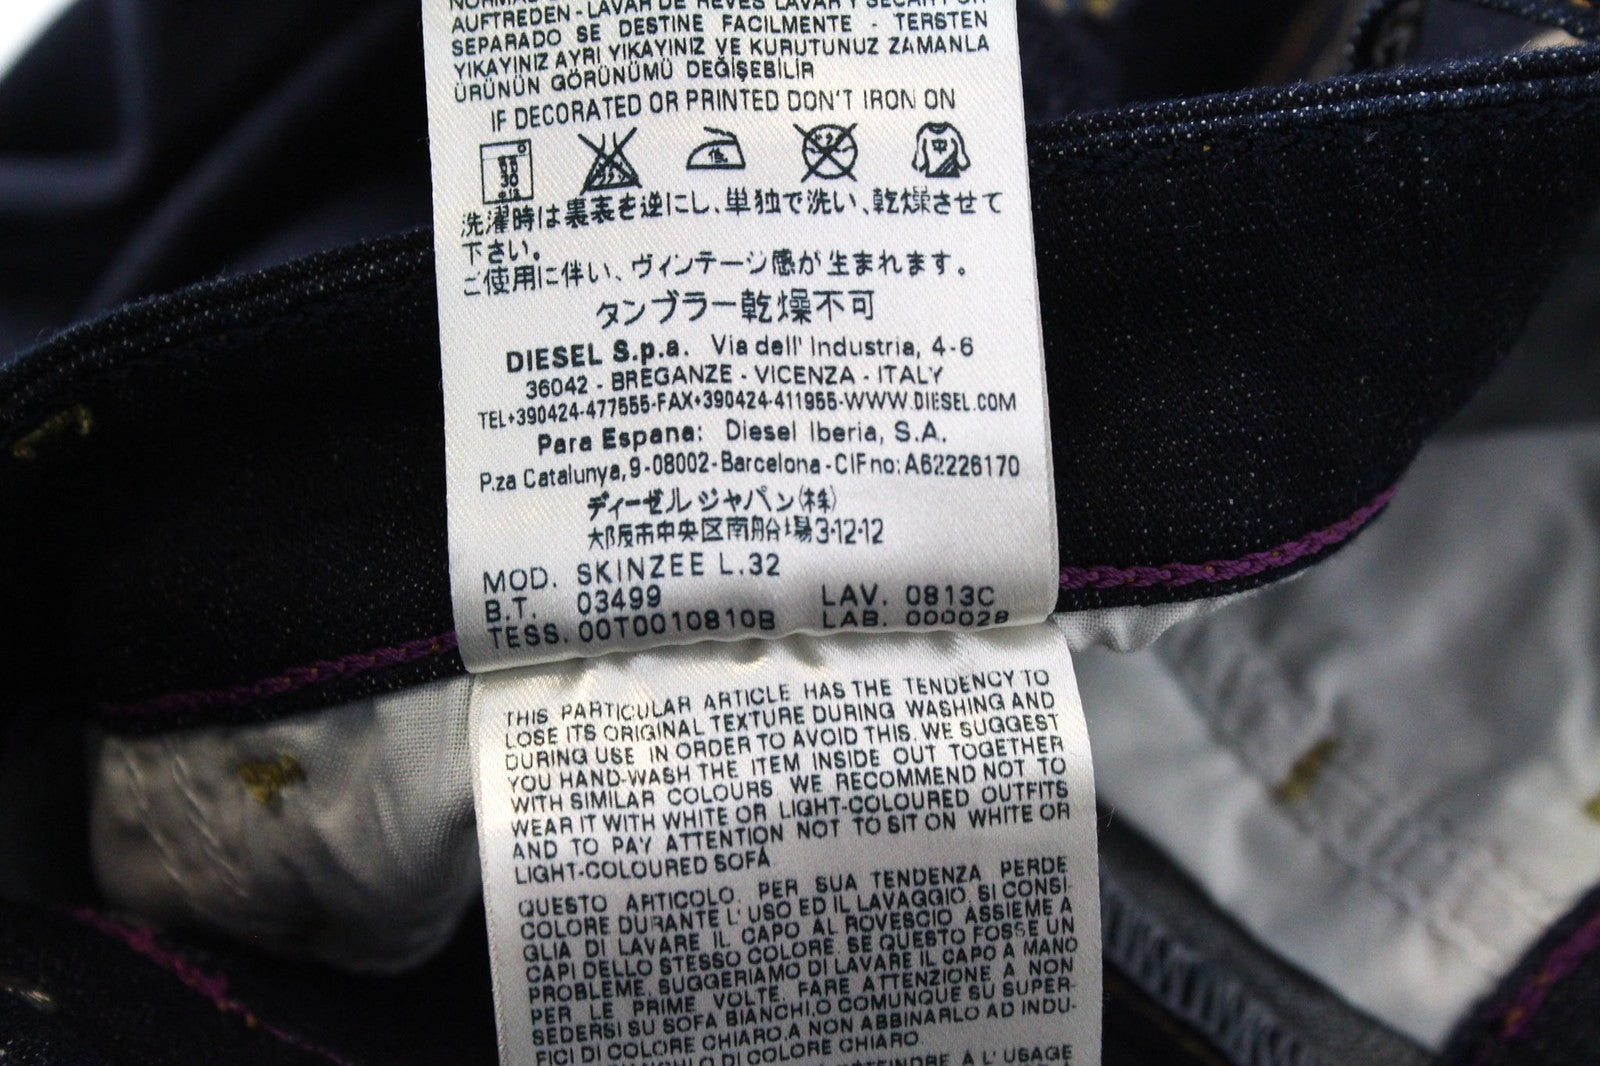 AUFTREDEN - LAVAR DE REVES LAVAR Y SECAR POR
SEPARADO SE DESTINE FACILMENTE - TERSTEN
YIKAYINIZ AYRI YIKAYINIZ VE KURUTUNUZ ZAMANLA
ÜRÜNÜN GÖRÜNÜMÜ DEĞİŞEBİLİR
IF DECORATED OR PRINTED DON'T IRON ON
30
低
中
洗濯時は裏表を逆にし、単独で洗い、乾燥させて
下さい。
ご使用に伴い、ヴィンテージ感が生まれます。
タンブラー乾燥不可
DIESEL S.p.a. Via dell' Industria, 4-6
36042 - BREGANZE - VICENZA - ITALY
TEL+390424-477555-FAX+390424-411955-WWW.DIESEL.COM
Para Espana: Diesel Iberia, S.A.
P.za Catalunya, 9-08002-Barcelona-CIFno: A62226170
ディーゼルジャパン(株)
大阪市中央区南船場3-12-12
MOD. SKINZEE L.32
B.T. 03499 LAV. 0813C
TESS. 00T0010810B LAB. 000028
THIS PARTICULAR ARTICLE HAS THE TENDENCY TO
LOSE ITS ORIGINAL TEXTURE DURING WASHING AND
DURING USE IN ORDER TO AVOID THIS. WE SUGGEST
YOU HAND-WASH THE ITEM INSIDE OUT TOGETHER
WITH SIMILAR COLOURS WE RECOMMEND NOT TO
WEAR IT WITH WHITE OR LIGHT-COLOURED OUTFITS
AND TO PAY ATTENTION NOT TO SIT ON WHITE OR
LIGHT-COLOURED SOFÀ
QUESTO ARTICOLO, PER SUA TENDENZA PERDE
COLORE DURANTE L'USO ED IL LAVAGGIO. SI CONSI-
GLIA DI LAVARE IL CAPO AL ROVESCIO ASSIEME A
CAPI DELLO STESSO COLORE. SE QUESTO FOSSE UN
PROBLEME, SUGGERIAMO DI LAVARE IL CAPO A MANO
PER LE PRIME VOLTE. FARE ATTENZIONE A NON
SEDERSI SU SOFA BIANCHI.O COMUNQUE SU SUPER-
FICI DI COLORE CHIARO,A NON ABBINARLO AD INDU-
DI COLORE CHIARO
À L'USAGE